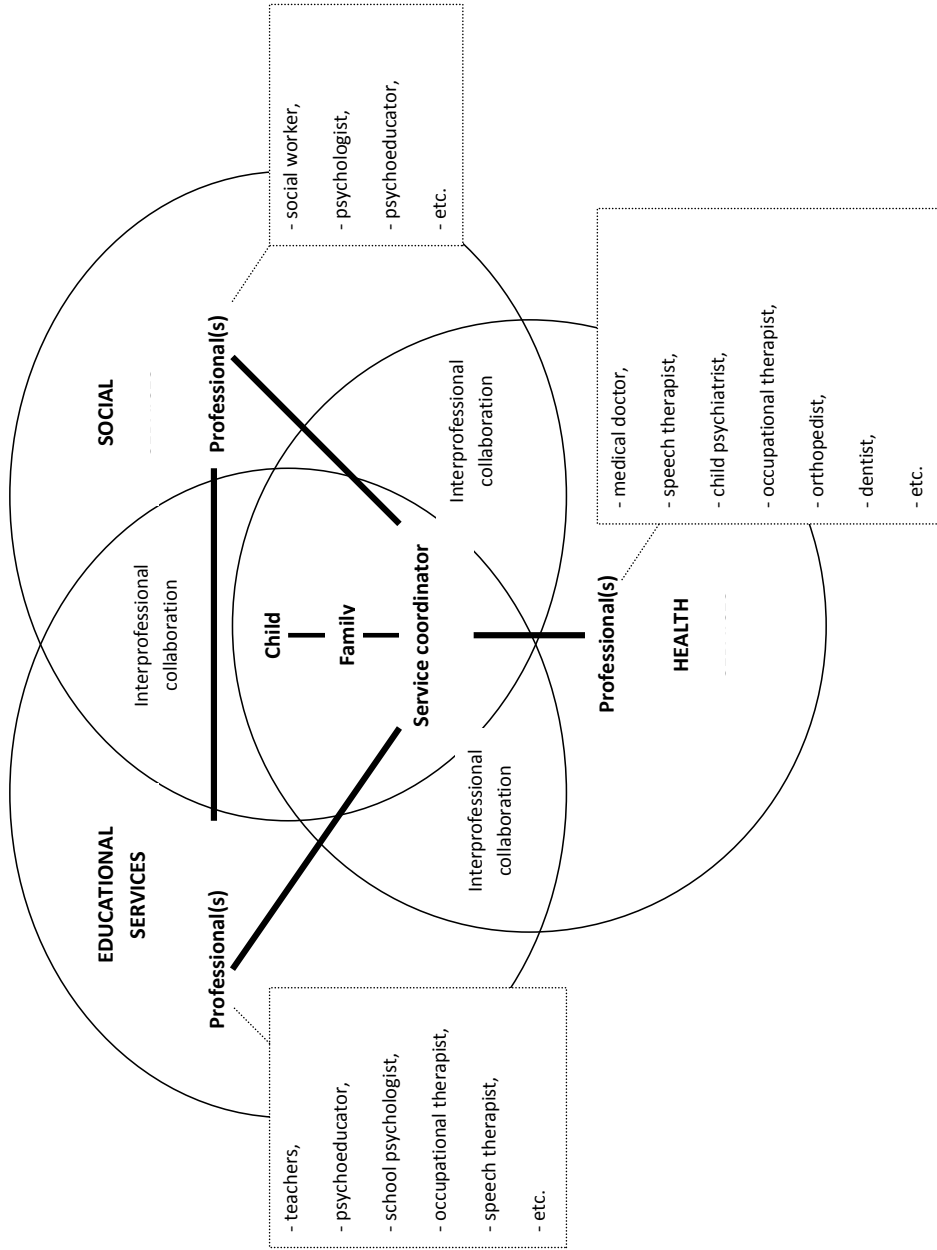 EDUCATIONAL
SERVICES
SOCIAL
Professional(s)
Professional(s)
Interprofessional
collaboration
- teachers,
- psychoeducator,
- school psychologist,
- occupational therapist,
- speech therapist,
- etc.
- social worker,
- psychologist,
- psychoeducator,
- etc.
Child
Family
Service coordinator
Interprofessional
collaboration
Interprofessional
collaboration
Professional(s)
HEALTH
- medical doctor,
- speech therapist,
- child psychiatrist,
- occupational therapist,
- orthopedist,
- dentist,
- etc.